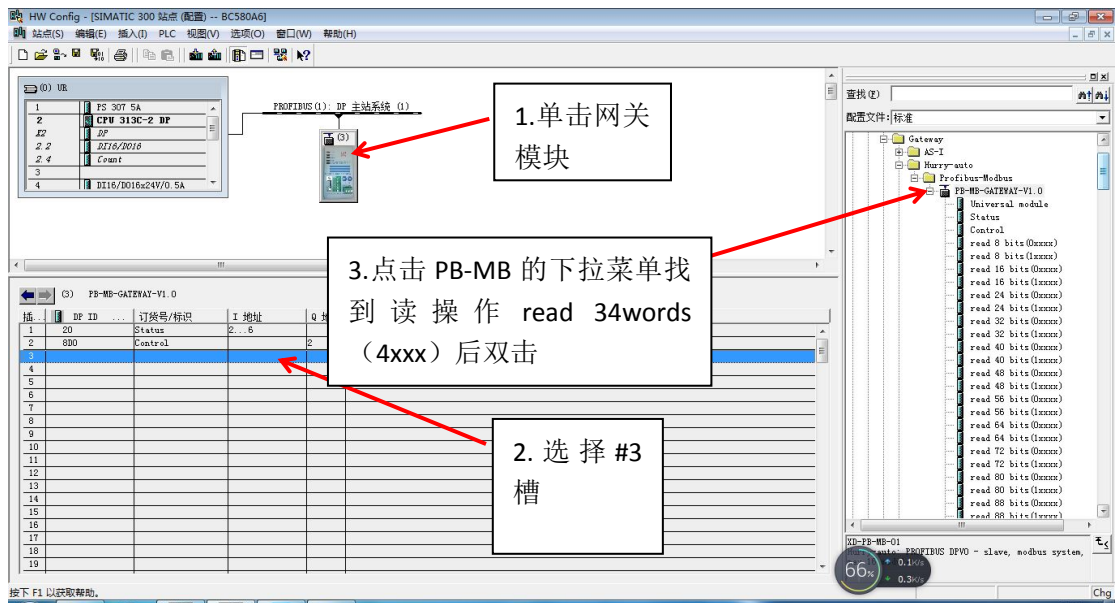 HW Config - [SIMATIC 300 站点 (配置) -- BC580A6]
站点(S) 编辑(E) 插入(I) PLC 视图(V) 选项(O) 窗口(W) 帮助(H)
(0) UR
1 PS 307 5A
2 CPU 313C-2 DP
X2 DP
2.2 DI16/DO16
2.4 Count
3
4 DI16/DO16x24V/0.5A
PROFIBUS(1): DP 主站系统 (1)
(3)
1.单击网关
模块
3.点击 PB-MB 的下拉菜单找
到 读 操 作 read 34words
（4xxx）后双击
2. 选 择 #3
槽
(3) PB-MB-GATEWAY-V1.0
插... DP ID ... 订货号/标识 I 地址 Q 地
1 20 Status 2...6
2 8DO Control 2
3
4
5
6
7
8
9
10
11
12
13
14
15
16
17
18
19
查找(F)
配置文件: 标准
Gateway
AS-I
Hurry-auto
Profibus-Modbus
PB-MB-GATEWAY-V1.0
Universal module
Status
Control
read 8 bits(0xxxx)
read 8 bits(1xxxx)
read 16 bits(0xxxx)
read 16 bits(1xxxx)
read 24 bits(0xxxx)
read 24 bits(1xxxx)
read 32 bits(0xxxx)
read 32 bits(1xxxx)
read 40 bits(0xxxx)
read 40 bits(1xxxx)
read 48 bits(0xxxx)
read 48 bits(1xxxx)
read 56 bits(0xxxx)
read 56 bits(1xxxx)
read 64 bits(0xxxx)
read 64 bits(1xxxx)
read 72 bits(0xxxx)
read 72 bits(1xxxx)
read 80 bits(0xxxx)
read 80 bits(1xxxx)
read 88 bits(0xxxx)
read 88 bits(1xxxx)
XD-PB-MB-01
PROFIBUS DPV0 - slave, modbus system,
66%
0.1K/s
0.3K/s
按下 F1 以获取帮助。
Chg